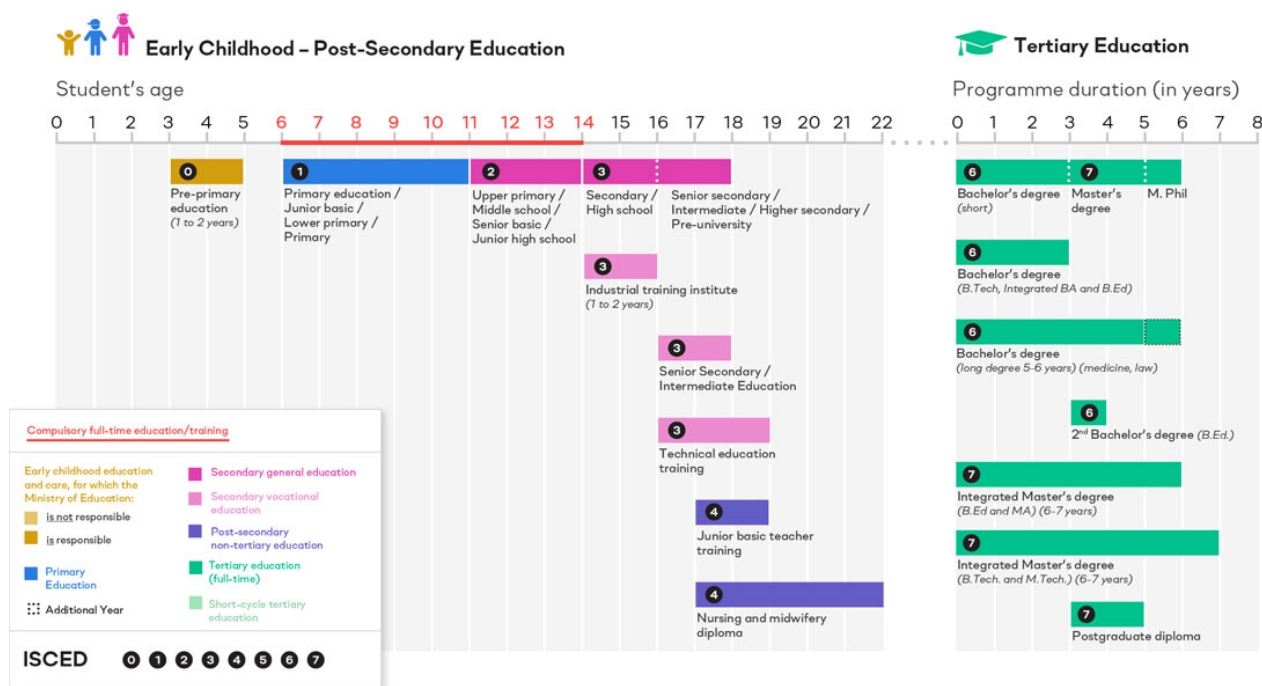 Early Childhood – Post-Secondary Education
Student's age
0 1 2 3 4 5 6 7 8 9 10 11 12 13 14 15 16 17 18 19 20 21 22
0
Pre-primary
education
(1 to 2 years)
1
Primary education /
Junior basic /
Lower primary /
Primary
2
Upper primary /
Middle school /
Senior basic /
Junior high school
3
Secondary /
High school
Senior secondary /
Intermediate / Higher secondary /
Pre-university
3
Industrial training institute
(1 to 2 years)
3
Senior Secondary /
Intermediate Education
3
Technical education
training
4
Junior basic teacher
training
4
Nursing and midwifery
diploma
Tertiary Education
Programme duration (in years)
0 1 2 3 4 5 6 7 8
6
Bachelor's degree
(short)
7
Master's
degree
M. Phil
6
Bachelor's degree
(B.Tech, Integrated BA and B.Ed)
6
Bachelor's degree
(long degree 5-6 years) (medicine, law)
6
2nd Bachelor's degree (B.Ed.)
7
Integrated Master's degree
(B.Ed and MA) (6-7 years)
7
Integrated Master's degree
(B.Tech. and M.Tech.) (6-7 years)
7
Postgraduate diploma
Compulsory full-time education/training
Early childhood education
and care, for which the
Ministry of Education:
is not responsible
is responsible
Primary
Education
Additional Year
Secondary general education
Secondary vocational
education
Post-secondary
non-tertiary education
Tertiary education
(full-time)
Short-cycle tertiary
education
ISCED 0 1 2 3 4 5 6 7